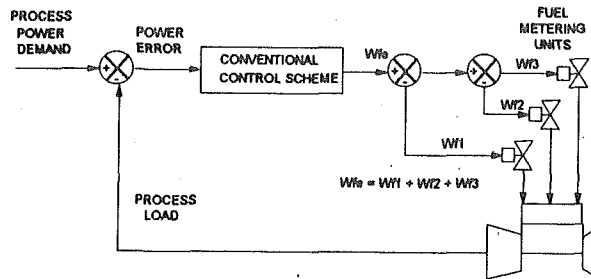 PROCESS
POWER
DEMAND
POWER
ERROR
CONVENTIONAL
CONTROL SCHEME
Wfe
FUEL
METERING
UNITS
Wf3
Wf2
Wf1
Wfe = Wf1 + Wf2 + Wf3
PROCESS
LOAD
+
-
+
-
+
-